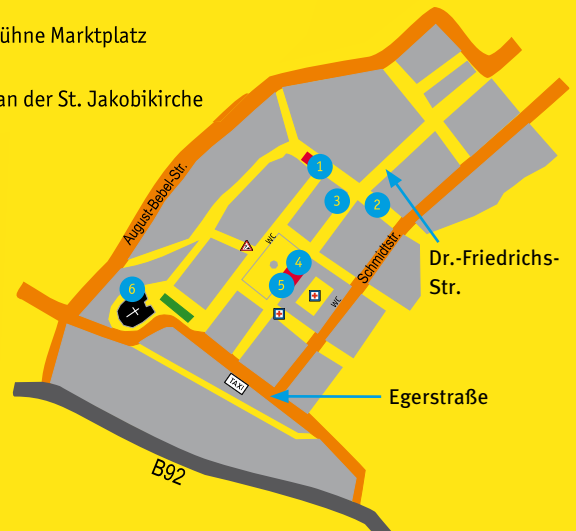 ühne Marktplatz
an der St. Jakobikirche
August-Bebel-Str.
1
3
2
WC
Schmidtstr.
Dr.-Friedrichs-
Str.
4
5
6
WC
TAXI
Egerstraße
B92